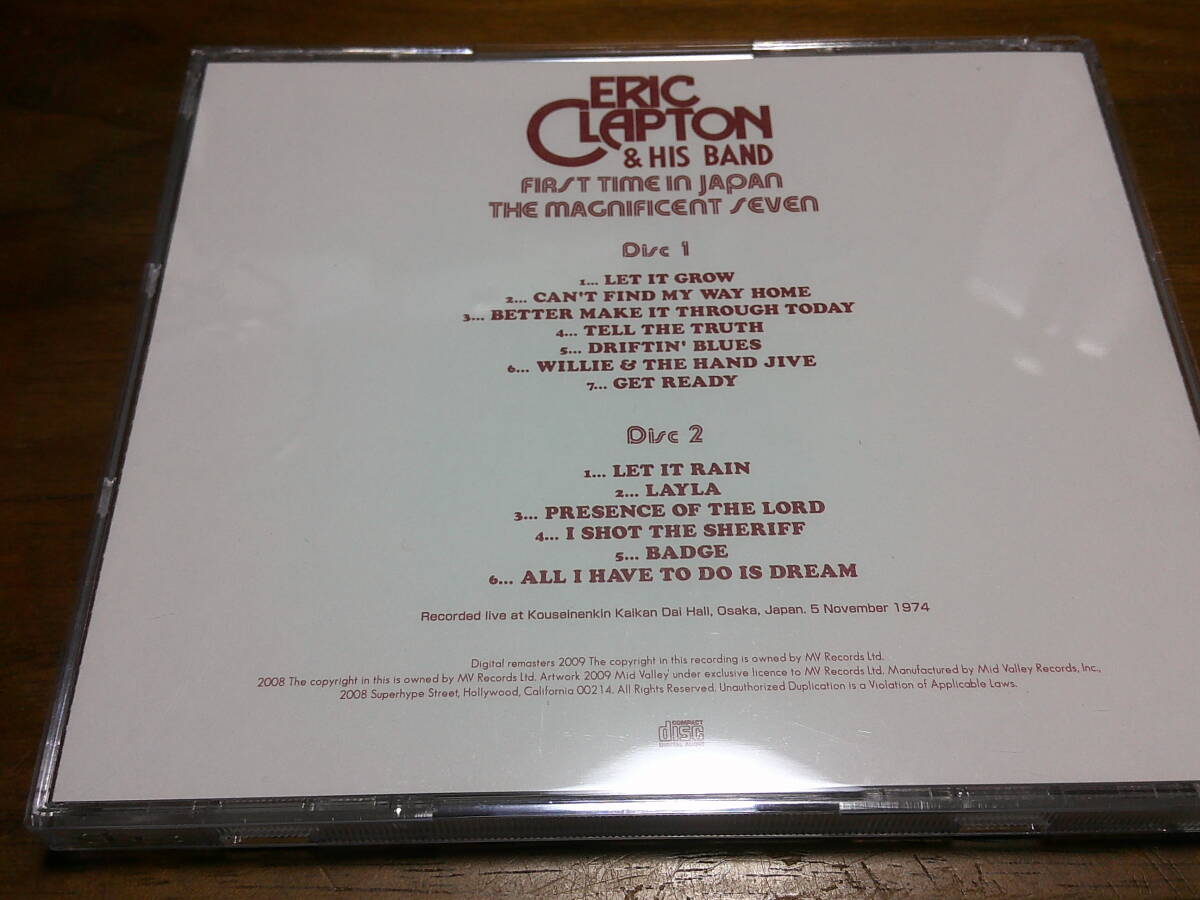 ERIC
CLAPTON
& HIS BAND
FIRST TIME IN JAPAN
THE MAGNIFICENT SEVEN
Disc 1
1... LET IT GROW
2... CAN'T FIND MY WAY HOME
3... BETTER MAKE IT THROUGH TODAY
4... TELL THE TRUTH
5... DRIFTIN' BLUES
6... WILLIE & THE HAND JIVE
7... GET READY
Disc 2
1... LET IT RAIN
2... LAYLA
3... PRESENCE OF THE LORD
4... I SHOT THE SHERIFF
5... BADGE
6... ALL I HAVE TO DO IS DREAM
Recorded live at Kouseinenkin Kaikan Dai Hall, Osaka, Japan. 5 November 1974
Digital remasters 2009 The copyright in this recording is owned by MV Records Ltd.
2008 The copyright in this is owned by MV Records Ltd. Artwork 2009 Mid Valley under exclusive licence to MV Records Ltd. Manufactured by Mid Valley Records, Inc.,
2008 Superhype Street, Hollywood, California 00214. All Rights Reserved. Unauthorized Duplication is a Violation of Applicable Laws.
COMPACT
disc
DIGITAL AUDIO